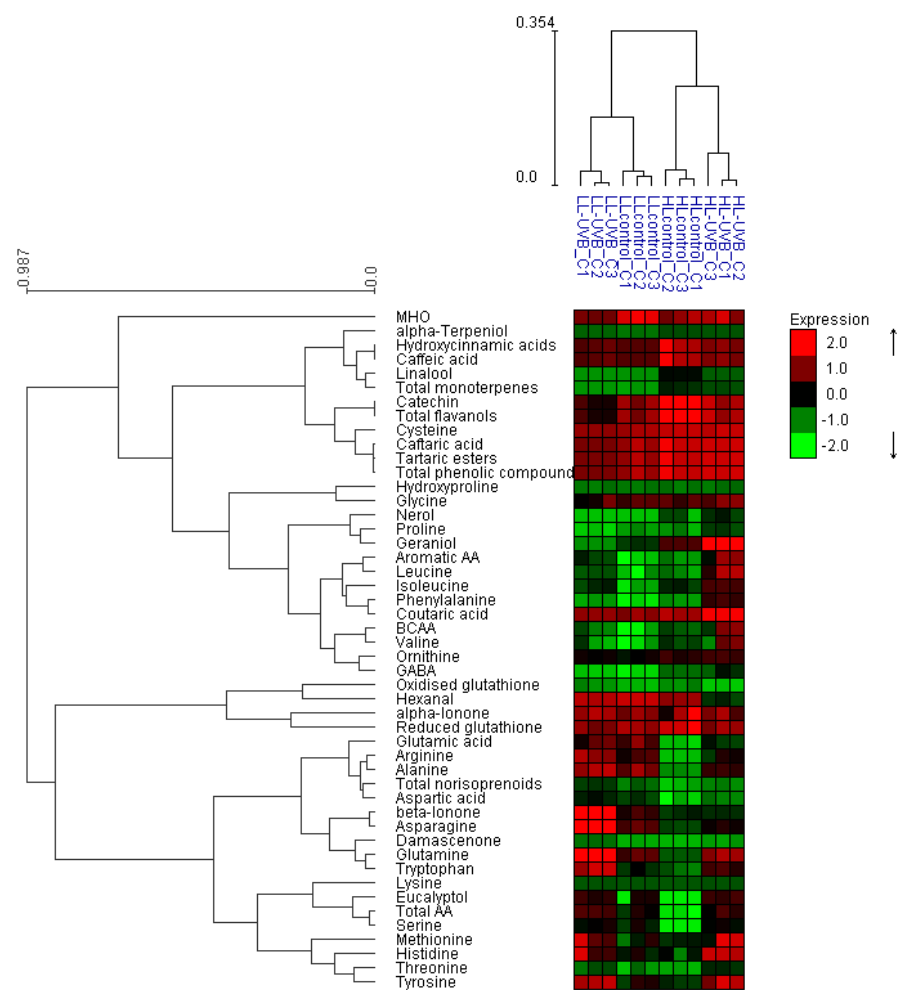 0.354
0.0
LL-UVB_C1
LL-UVB_C2
LL-UVB_C3
LLcontrol_C1
LLcontrol_C2
LLcontrol_C3
HLcontrol_C2
HLcontrol_C3
HLcontrol_C1
HL-UVB_C3
HL-UVB_C1
HL-UVB_C2
0.987
0.0
MHO
alpha-Terpeniol
Hydroxycinnamic acids
Caffeic acid
Linalool
Total monoterpenes
Catechin
Total flavanols
Cysteine
Caftaric acid
Tartaric esters
Total phenolic compound
Hydroxyproline
Glycine
Nerol
Proline
Geraniol
Aromatic AA
Leucine
Isoleucine
Phenylalanine
Coutaric acid
BCAA
Valine
Ornithine
GABA
Oxidised glutathione
Hexanal
alpha-Ionone
Reduced glutathione
Glutamic acid
Arginine
Alanine
Total norisoprenoids
Aspartic acid
beta-Ionone
Asparagine
Damascenone
Glutamine
Tryptophan
Lysine
Eucalyptol
Total AA
Serine
Methionine
Histidine
Threonine
Tyrosine
Expression
2.0
1.0
0.0
-1.0
-2.0